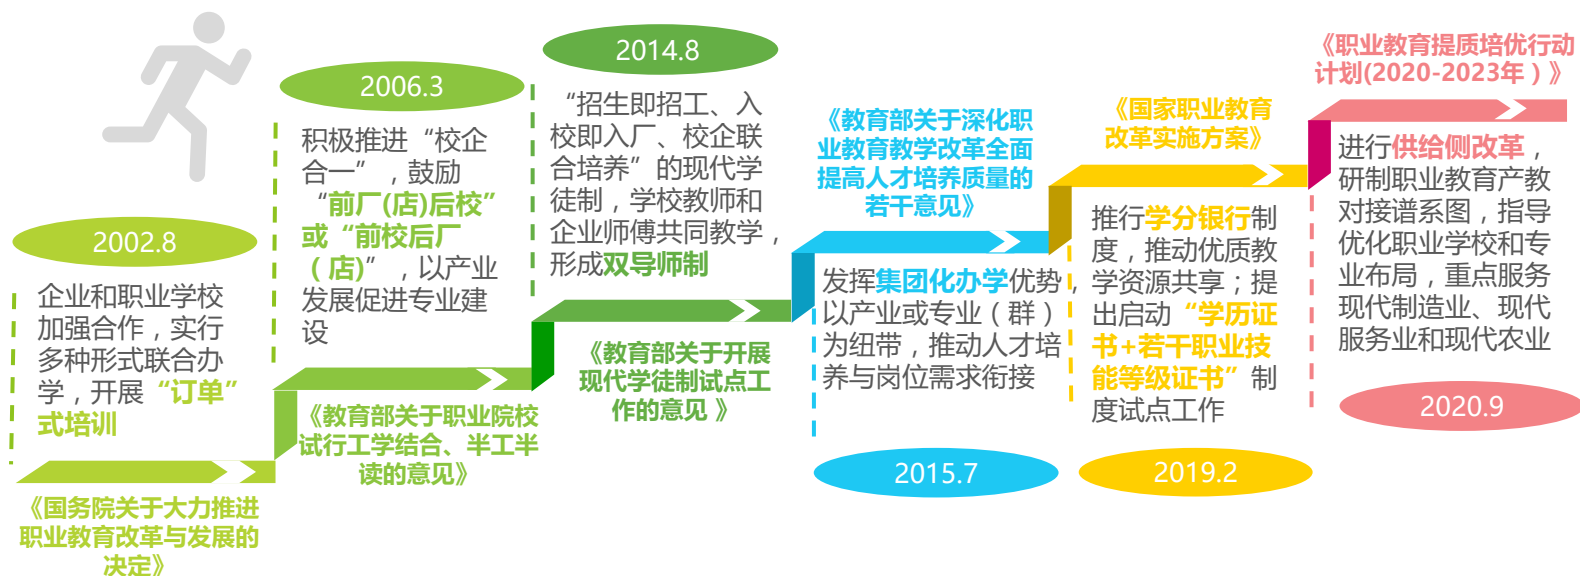 2002.8
企业和职业学校
加强合作，实行
多种形式联合办
学，开展“订单”
式培训
《国务院关于大力推进
职业教育改革与发展的
决定》
2006.3
积极推进“校企
合一”，鼓励
“前厂(店)后校”
或“前校后厂
（店)”，以产业
发展促进专业建
设
《教育部关于职业院校
试行工学结合、半工半
读的意见》
2014.8
“招生即招工、入
校即入厂、校企联
合培养”的现代学
徒制，学校教师和
企业师傅共同教学，
形成双导师制
《教育部关于开展
现代学徒制试点工
作的意见 》
《教育部关于深化职
业教育教学改革全面
提高人才培养质量的
若干意见》
发挥集团化办学优势，
以产业或专业（群）
为纽带，推动人才培
养与岗位需求衔接
2015.7
《国家职业教育
改革实施方案》
推行学分银行制
度，推动优质教
学资源共享；提
出启动“学历证
书+若干职业技
能等级证书”制
度试点工作
2019.2
《职业教育提质培优行动
计划(2020-2023年）》
进行供给侧改革，
研制职业教育产教
对接谱系图，指导
优化职业学校和专
业布局，重点服务
现代制造业、现代
服务业和现代农业
2020.9